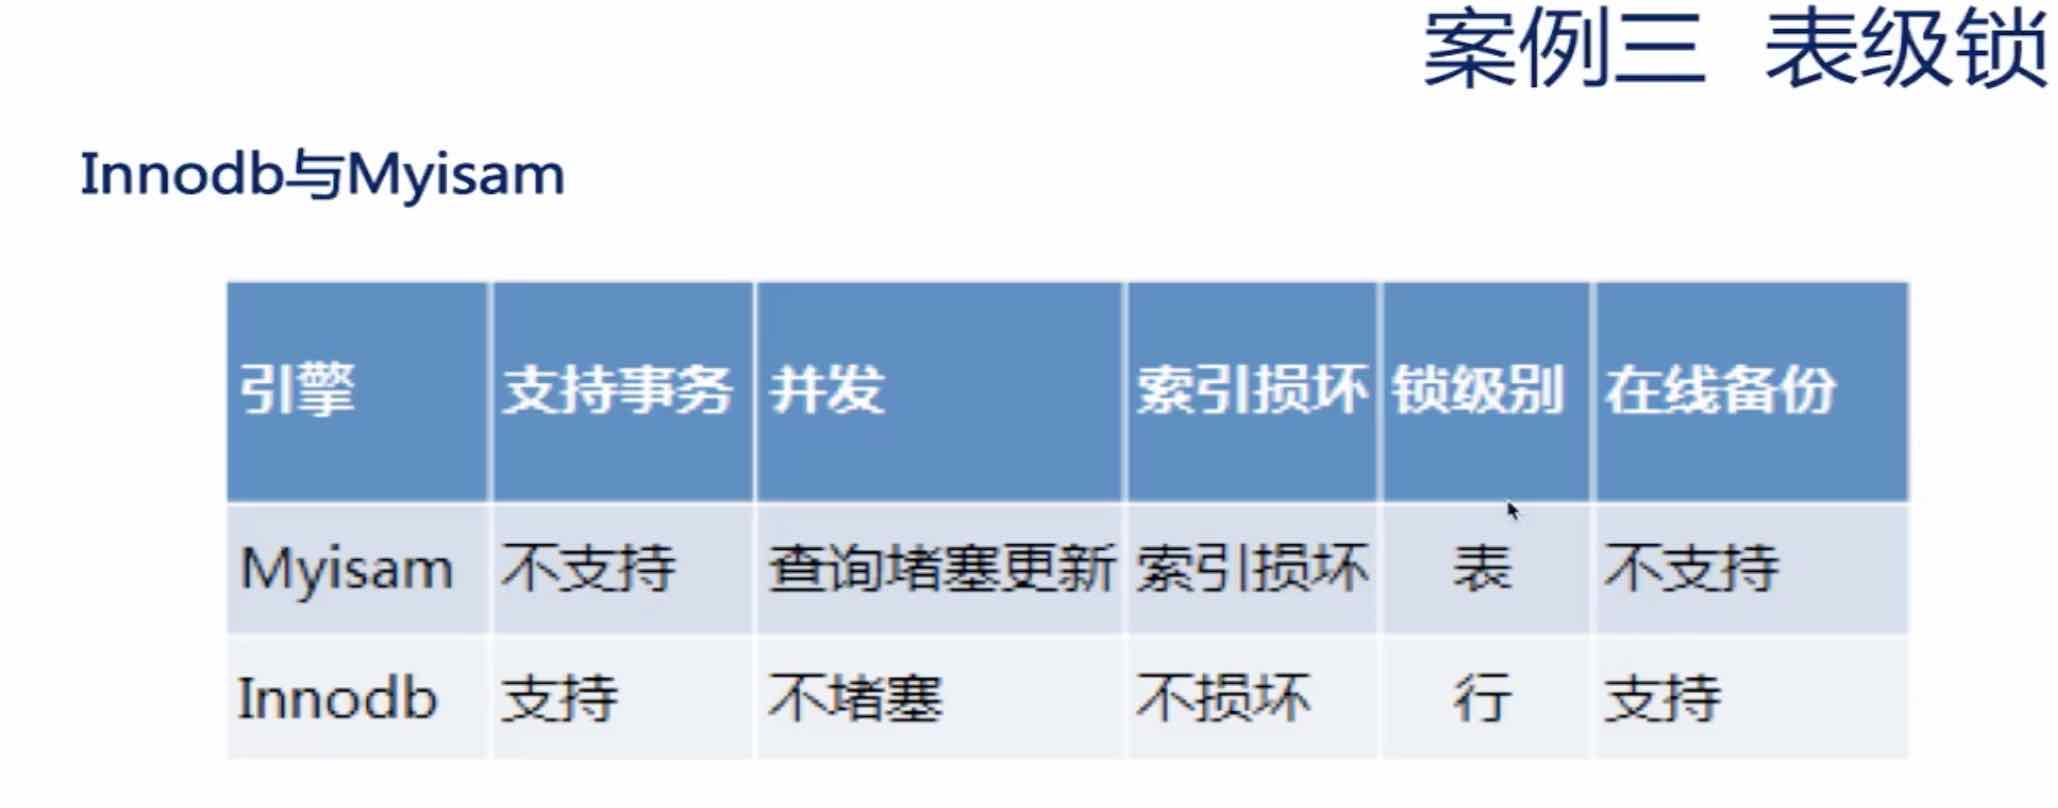 案例三 表级锁
Innodb与Myisam
引擎 支持事务 并发 索引损坏 锁级别 在线备份
Myisam 不支持 查询堵塞更新 索引损坏 表 不支持
Innodb 支持 不堵塞 不损坏 行 支持